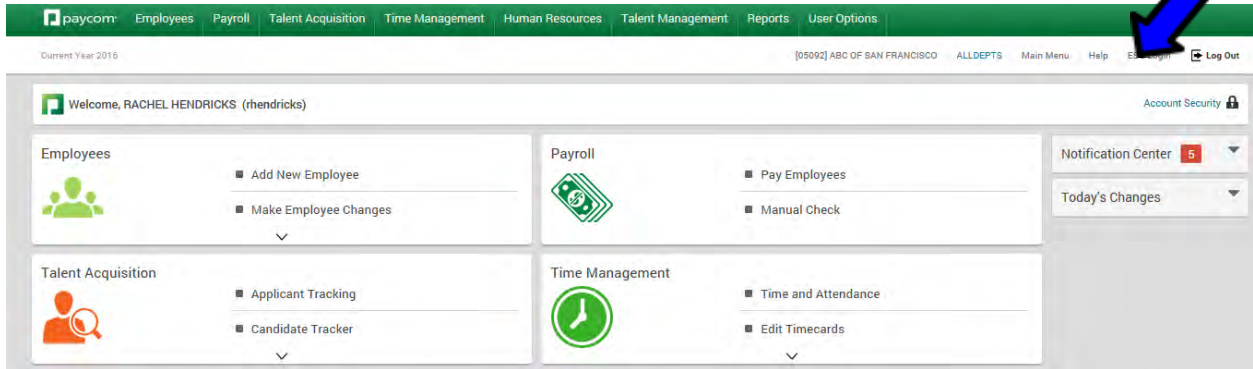 paycom Employees Payroll Talent Acquisition Time Management Human Resources Talent Management Reports User Options
Current Year 2016 [05092] ABC OF SAN FRANCISCO ALLDEPTS Main Menu Help Login Log Out
Welcome, RACHEL HENDRICKS (rhendricks) Account Security
Employees
Add New Employee
Make Employee Changes
Payroll
Pay Employees
Manual Check
Notification Center 5
Today's Changes
Talent Acquisition
Applicant Tracking
Candidate Tracker
Time Management
Time and Attendance
Edit Timecards